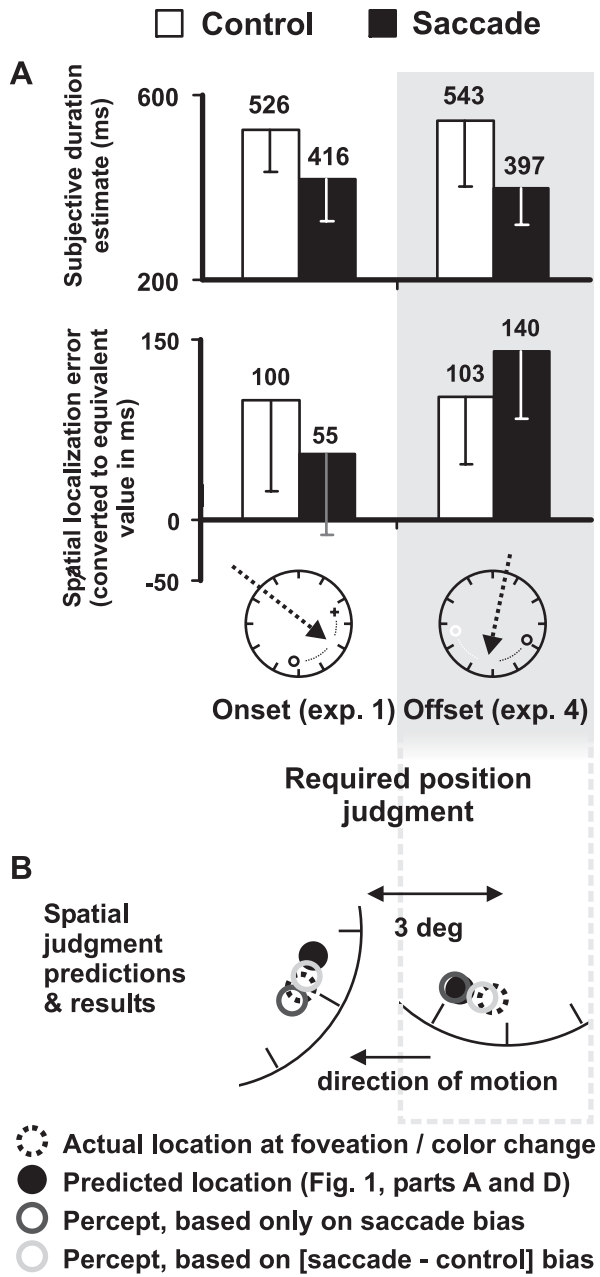 Control Saccade
A
Subjective duration
estimate (ms)
600
200
526
416
543
397
Spatial localization error
(converted to equivalent
value in ms)
150
0
-50
100
55
103
140
Onset (exp. 1) Offset (exp. 4)
Required position
judgment
B
Spatial
judgment
predictions
& results
3 deg
direction of motion
Actual location at foveation / color change
Predicted location (Fig. 1, parts A and D)
Percept, based only on saccade bias
Percept, based on [saccade - control] bias